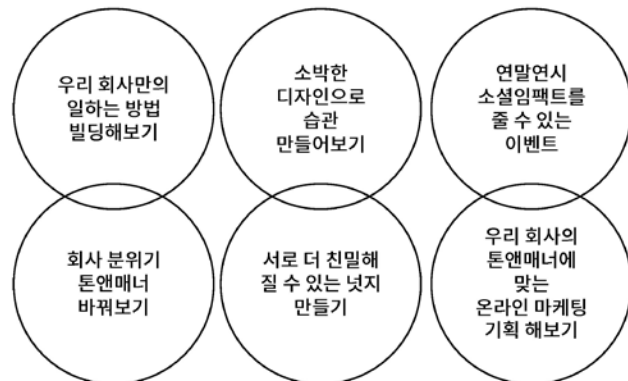 우리 회사만의
일하는 방법
빌딩해보기
소박한
디자인으로
습관
만들어보기
연말연시
소셜임팩트를
줄 수 있는
이벤트
회사 분위기
톤앤매너
바꿔보기
서로 더 친밀해
질 수 있는 넛지
만들기
우리 회사의
톤앤매너에
맞는
온라인 마케팅
기획 해보기